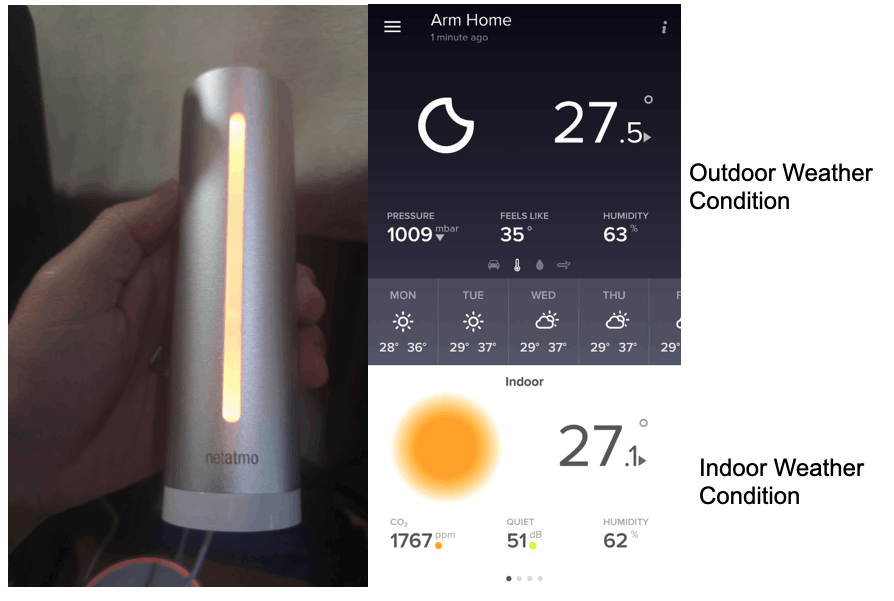 netatmo
Arm Home
1 minute ago
i
27.5°
PRESSURE
1009 mbar
FEELS LIKE
35°
HUMIDITY
63 %
MON
TUE
WED
THU
F
28° 36°
29° 37°
29° 37°
29° 37°
29°
Indoor
27.1°
CO₂
1767 ppm
QUIET
51 dB
HUMIDITY
62 %
Outdoor Weather
Condition
Indoor Weather
Condition